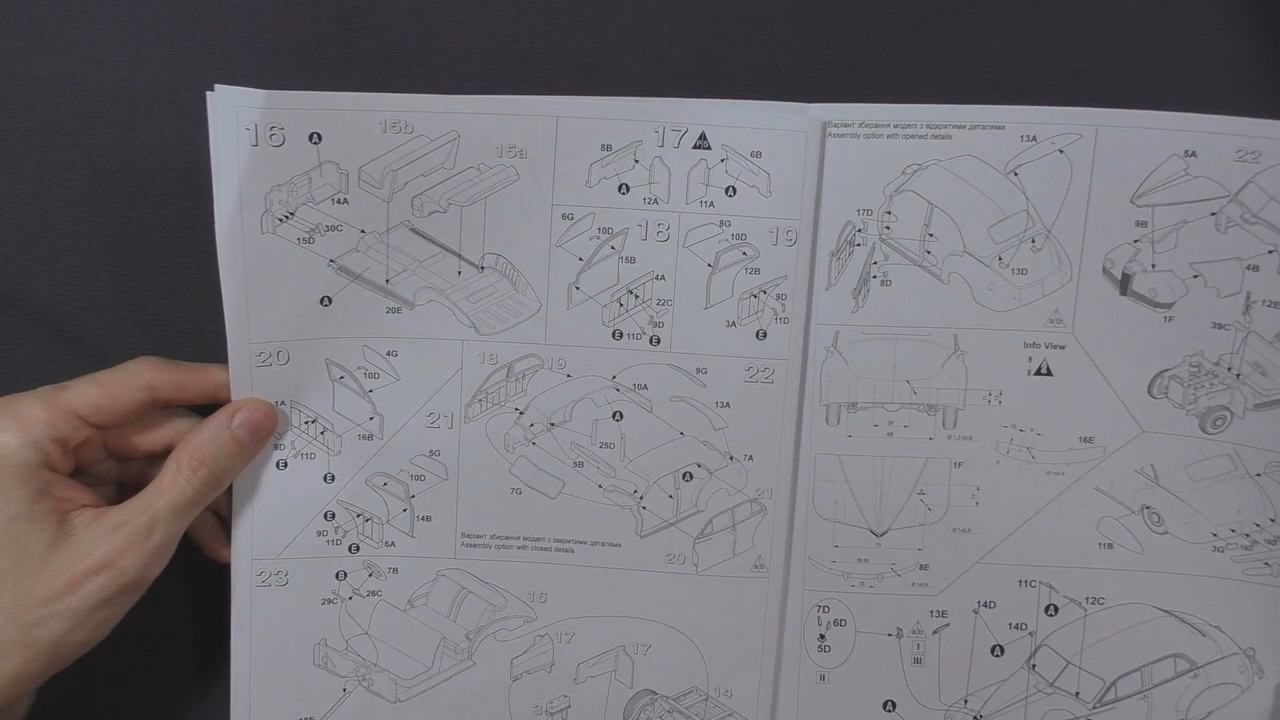 16
A
15b
15a
14A
30C
15D
A
20E
17
8B
6B
A
A
12A
11A
18
6G
10D
15B
4A
22C
9D
E
11D
E
19
8G
10D
12B
9D
3A
11D
E
20
4G
10D
1A
16B
9D
11D
E
E
21
5G
10D
14B
E
9D
11D
E
6A
22
18
19
9G
10A
13A
A
25D
5B
7A
A
7G
21
20
Варіант збирання моделі з закритими деталями
Assembly option with closed details
a b
23
B
7B
29C
26C
16
17
17
14
Варіант збирання моделі з відкритими деталями
Assembly option with opened details
13A
17D
8D
13D
a b
22
5A
9B
4B
1F
12E
39C
Info View
16E
1F
8E
11B
3G
11C
12C
A
7D
6D
5D
II
13E
14D
14D
A
a b
I
III
A